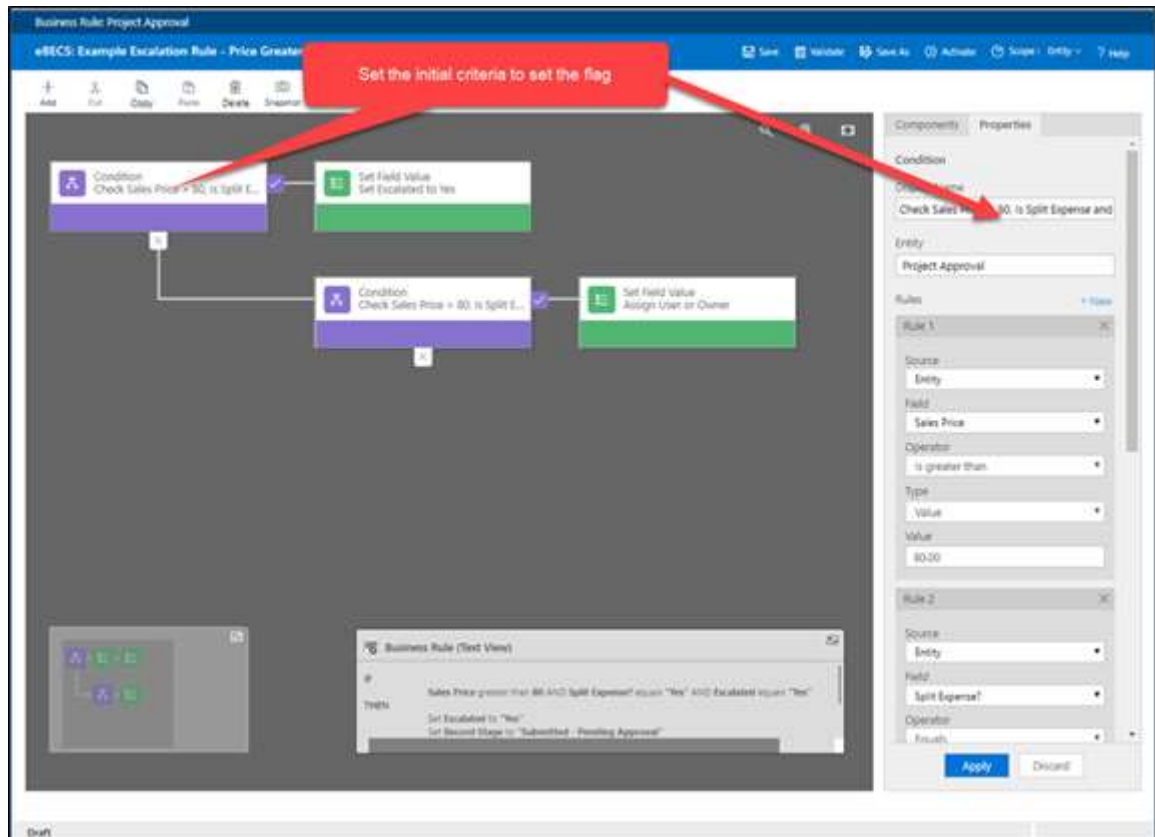 Business Rule: Project Approval
eBECS: Example Escalation Rule - Price Greater
Save
Validate
Save As
Activate
Scope : Entity
? Help
Set the initial criteria to set the flag
Add
Cut
Copy
Paste
Delete
Snapshot
Components
Properties
Condition
Check Sales Price > 80, Is Split E...
Set Field Value
Set Escalated to Yes
Condition
Check Sales Price > 80, Is Split E...
Set Field Value
Assign User or Owner
Condition
Check Sales 80, Is Split Expense and
Entity
Project Approval
Rules
+ New
Rule 1
Source
Entity
Field
Sales Price
Operator
Is greater than
Type
Value
Value
80.00
Rule 2
Source
Entity
Field
Split Expense?
Operator
Equals
Apply
Discard
Business Rule (Text View)
IF
Sales Price greater than 80 AND Split Expense? equals "Yes" AND Escalated equals "Yes"
THEN
Set Escalated to "Yes"
Set Record Stage to "Submitted - Pending Approval"
Draft